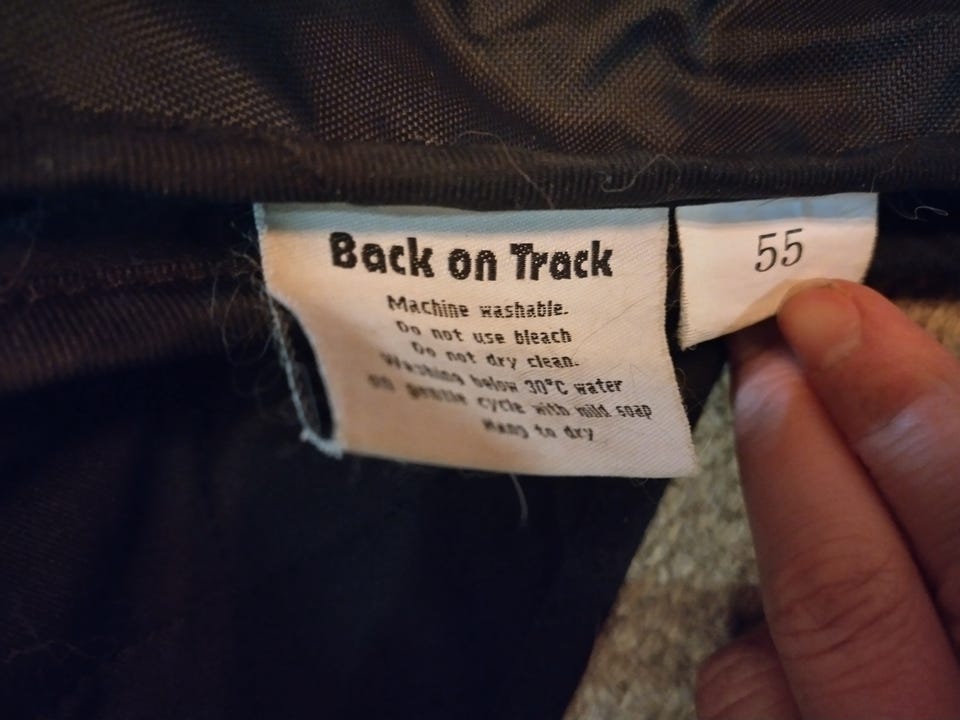 Back on Track
Machine washable.
Do not use bleach
Do not dry clean.
Washing below 30°C water
on gentle cycle with mild soap
Hang to dry
55